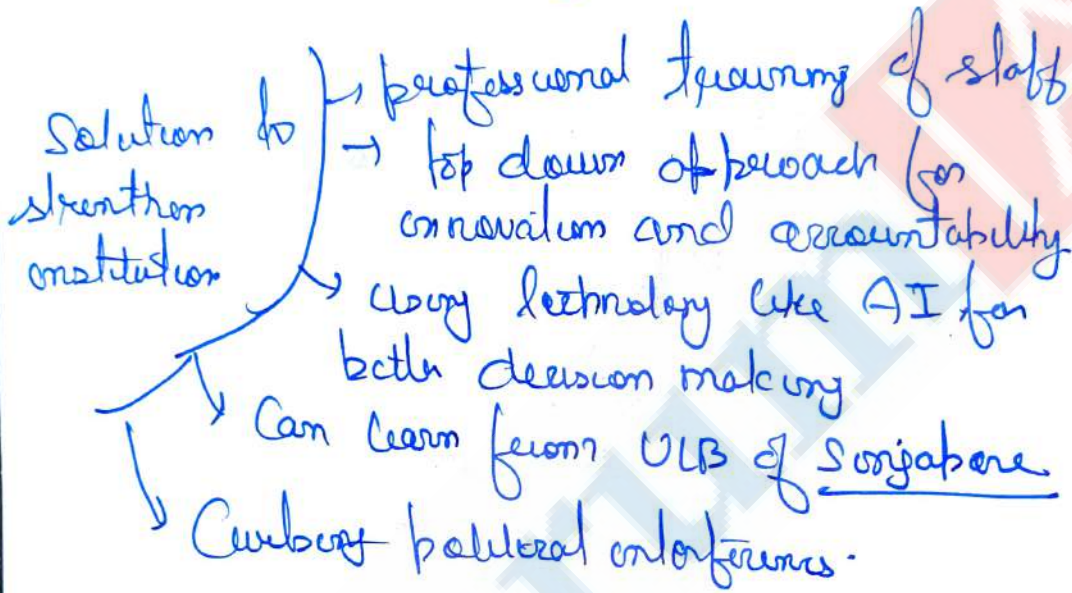 Solution to
strenthen
institution
→ professional training of staff
→ top down approach for
innovation and accountability
→ using technology like AI for
better decision making
→ Can learn from ULB of Singapore
→ Curbing political interference.